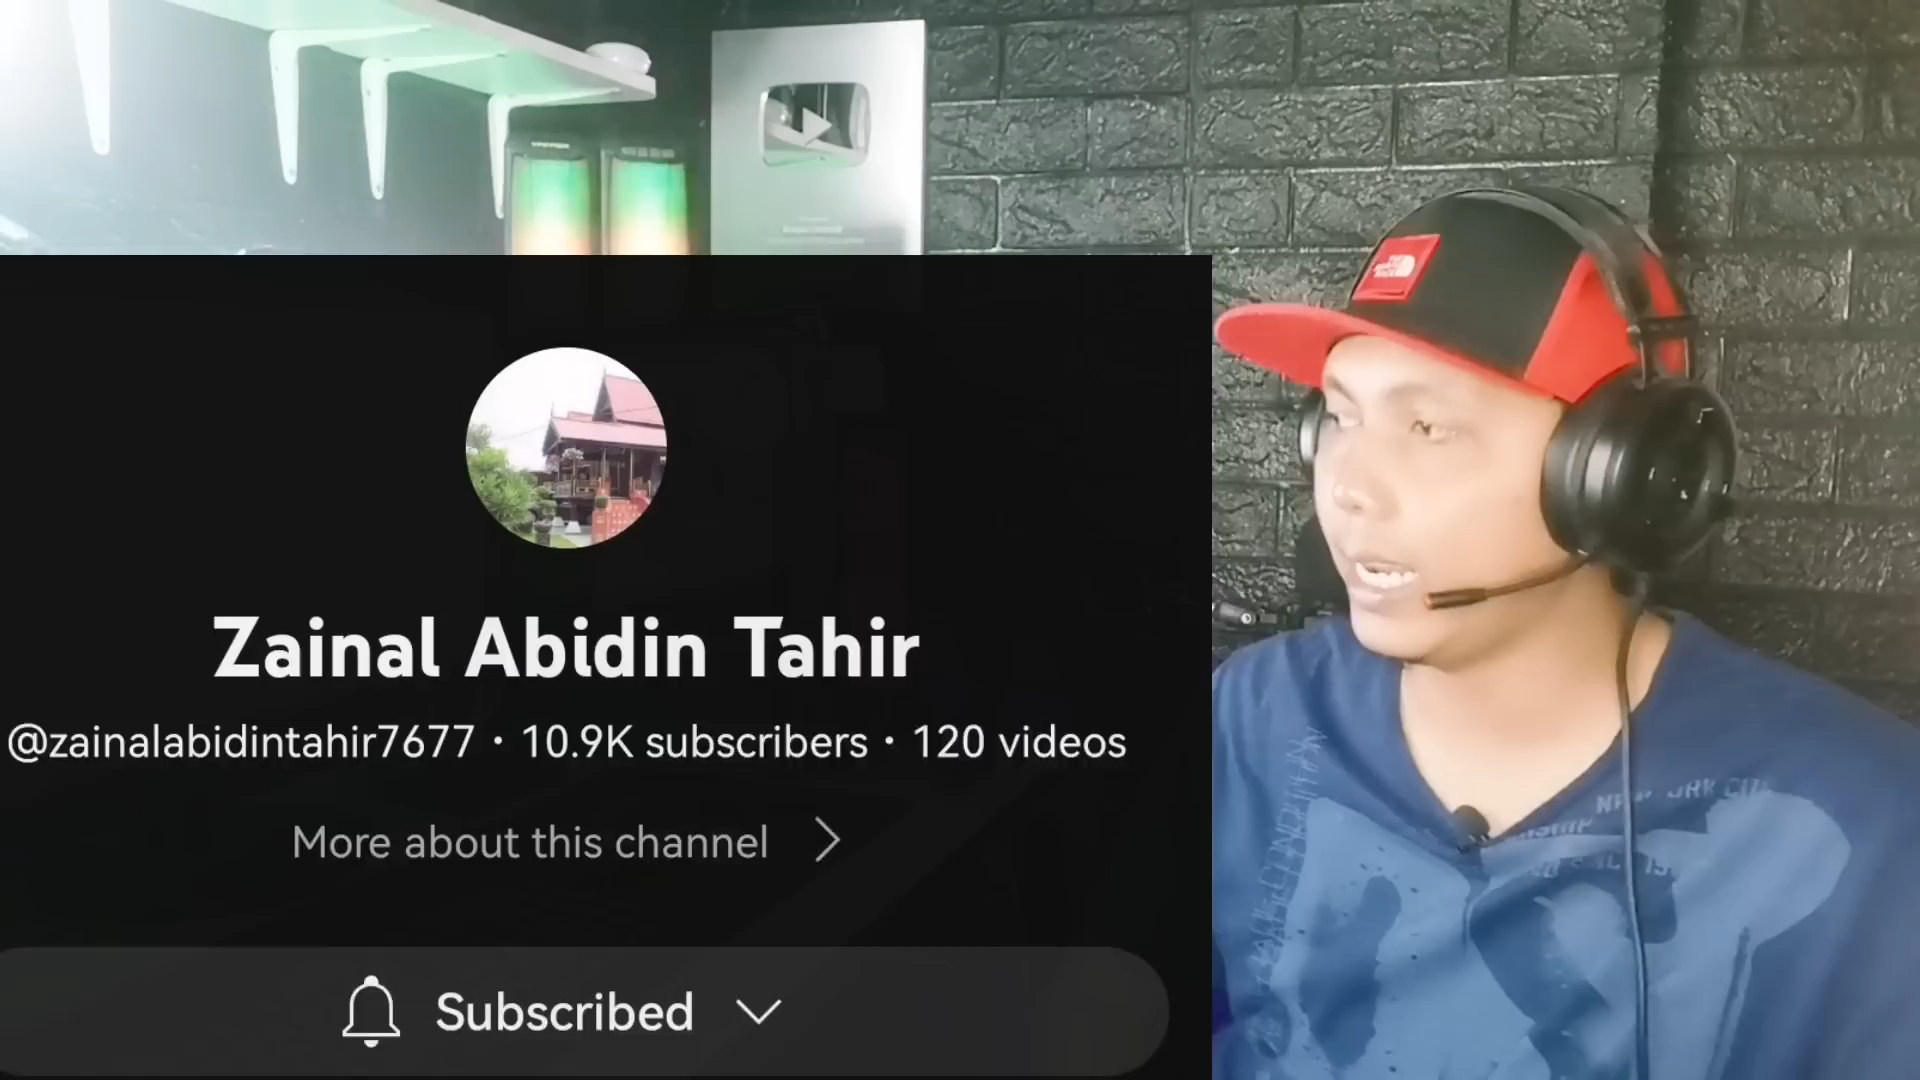 Zainal Abidin Tahir
@zainalabidintahir7677 • 10.9K subscribers • 120 videos
More about this channel
Subscribed